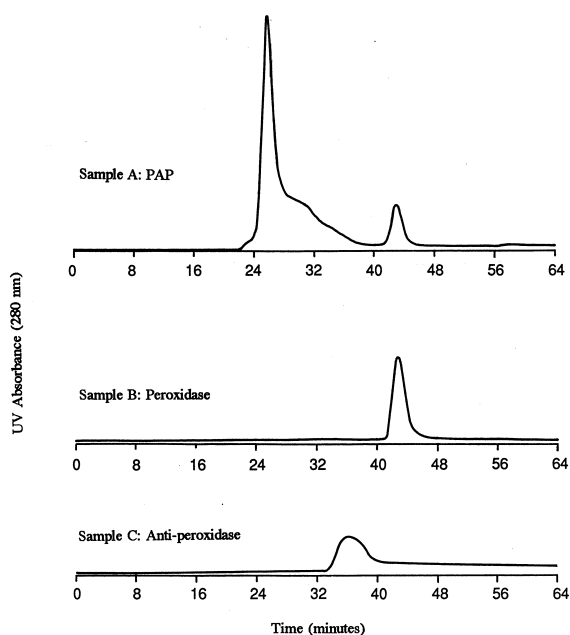 Sample A: PAP
0 8 16 24 32 40 48 56 64
Sample B: Peroxidase
0 8 16 24 32 40 48 56 64
Sample C: Anti-peroxidase
0 8 16 24 32 40 48 56 64
Time (minutes)
UV Absorbance (280 nm)